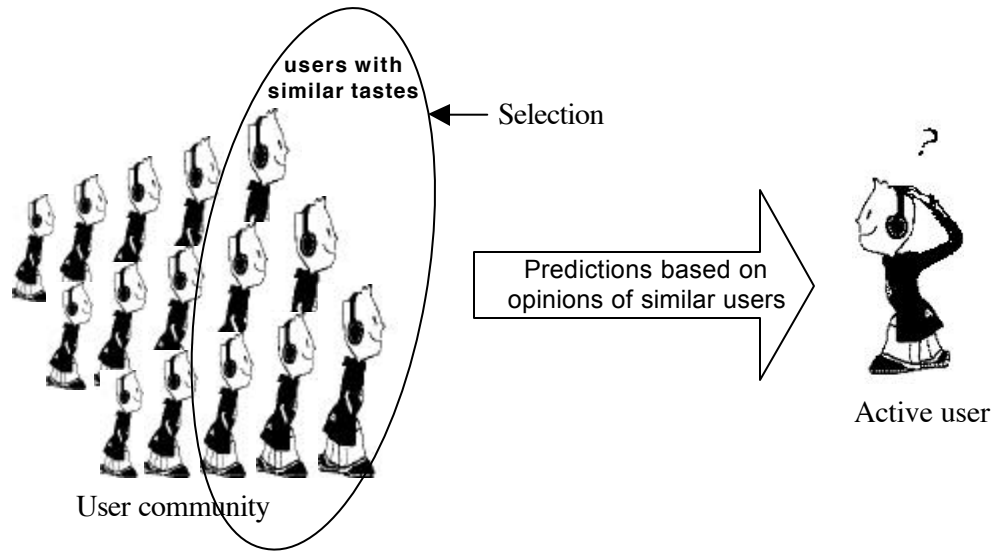 users with
similar tastes
Selection
?
Predictions based on
opinions of similar users
Active user
User community